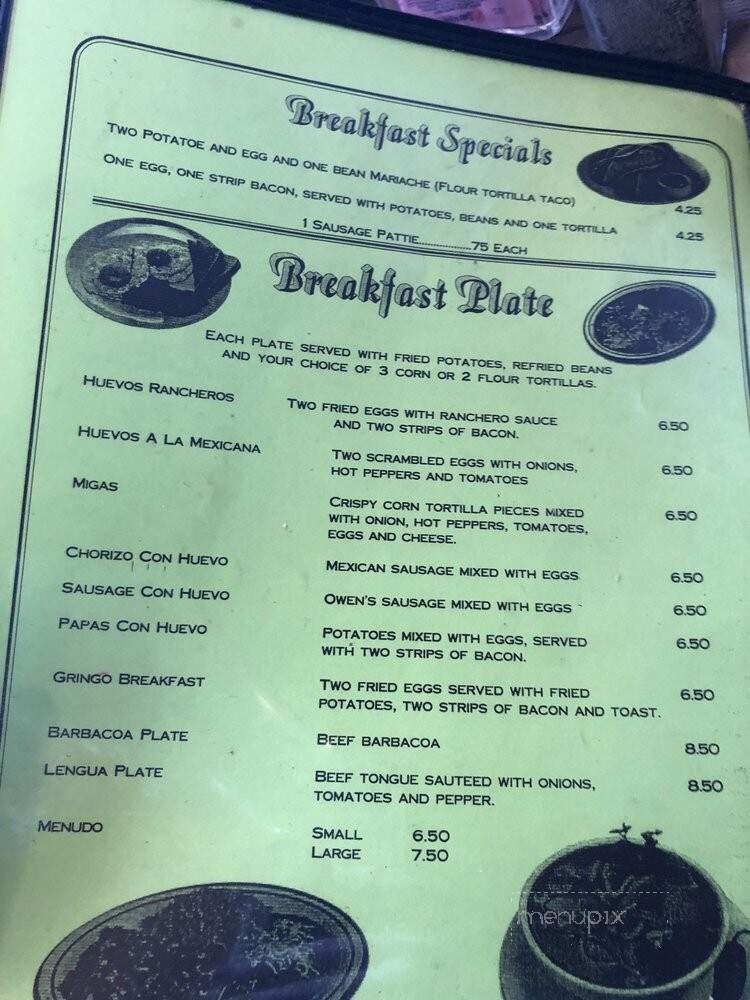 Breakfast Specials
Two Potatoe and egg and one bean Mariache (Flour tortilla taco) 4.25
One egg, one strip bacon, served with potatoes, beans and one tortilla 4.25
1 Sausage Pattie....................75 Each
Breakfast Plate
Each plate served with fried potatoes, refried beans
and your choice of 3 corn or 2 flour tortillas.
Huevos Rancheros Two fried eggs with ranchero sauce 6.50
and two strips of bacon.
Huevos A La Mexicana Two scrambled eggs with onions, 6.50
hot peppers and tomatoes
Migas Crispy corn tortilla pieces mixed 6.50
with onion, hot peppers, tomatoes,
eggs and cheese.
Chorizo Con Huevo Mexican sausage mixed with eggs 6.50
Sausage Con Huevo Owen's sausage mixed with eggs 6.50
Papas Con Huevo Potatoes mixed with eggs, served 6.50
with two strips of bacon.
Gringo Breakfast Two fried eggs served with fried 6.50
potatoes, two strips of bacon and toast.
Barbacoa Plate Beef barbacoa 8.50
Lengua Plate Beef tongue sauteed with onions, 8.50
tomatoes and pepper.
Menudo Small 6.50
Large 7.50
menupix